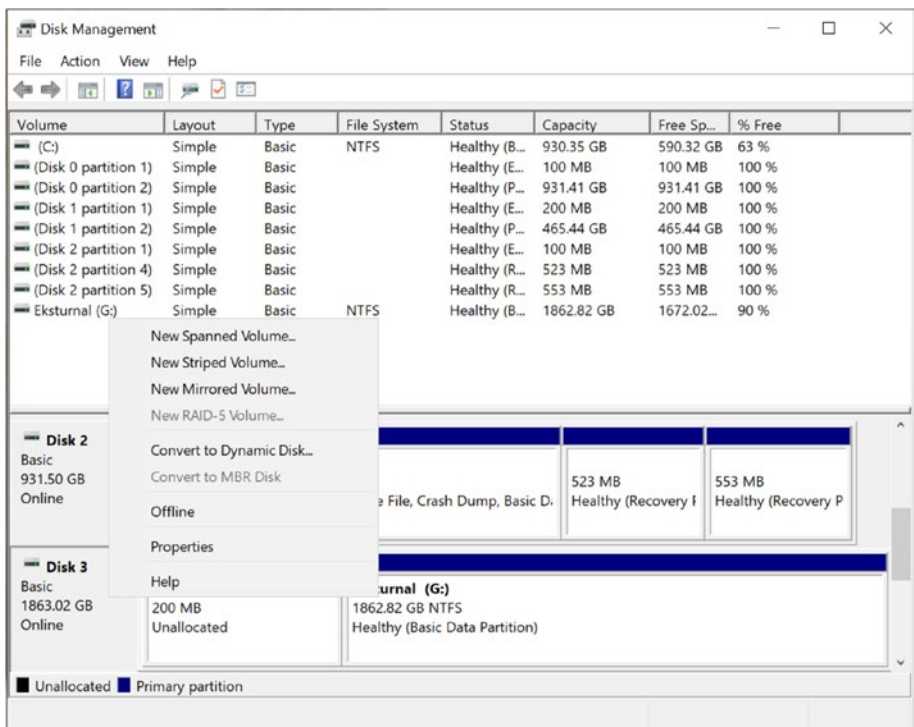 Disk Management
File Action View Help
Volume Layout Type File System Status Capacity Free Sp... % Free
(C:) Simple Basic NTFS Healthy (B... 930.35 GB 590.32 GB 63 %
(Disk 0 partition 1) Simple Basic Healthy (E... 100 MB 100 MB 100 %
(Disk 0 partition 2) Simple Basic Healthy (P... 931.41 GB 931.41 GB 100 %
(Disk 1 partition 1) Simple Basic Healthy (E... 200 MB 200 MB 100 %
(Disk 1 partition 2) Simple Basic Healthy (P... 465.44 GB 465.44 GB 100 %
(Disk 2 partition 1) Simple Basic Healthy (E... 100 MB 100 MB 100 %
(Disk 2 partition 4) Simple Basic Healthy (R... 523 MB 523 MB 100 %
(Disk 2 partition 5) Simple Basic Healthy (R... 553 MB 553 MB 100 %
Eksturnal (G:) Simple Basic NTFS Healthy (B... 1862.82 GB 1672.02... 90 %
New Spanned Volume...
New Striped Volume...
New Mirrored Volume...
New RAID-5 Volume...
Convert to Dynamic Disk...
Convert to MBR Disk
Offline
Properties
Help
Disk 2
Basic
931.50 GB
Online
e File, Crash Dump, Basic D
523 MB
Healthy (Recovery P
553 MB
Healthy (Recovery P
Disk 3
Basic
1863.02 GB
Online
200 MB
Unallocated
turnal (G:)
1862.82 GB NTFS
Healthy (Basic Data Partition)
Unallocated Primary partition